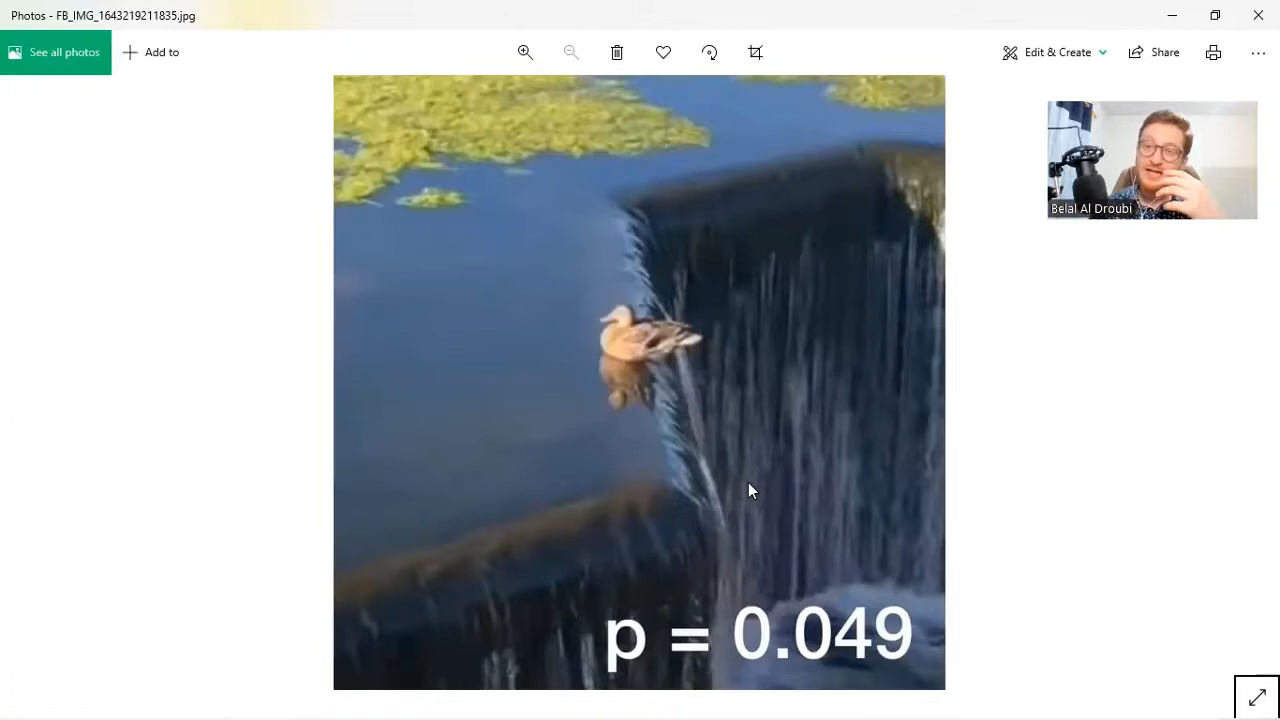 Photos - FB_IMG_1643219211835.jpg
See all photos
Add to
Edit & Create
Share
Belal Al Droubi
p = 0.049